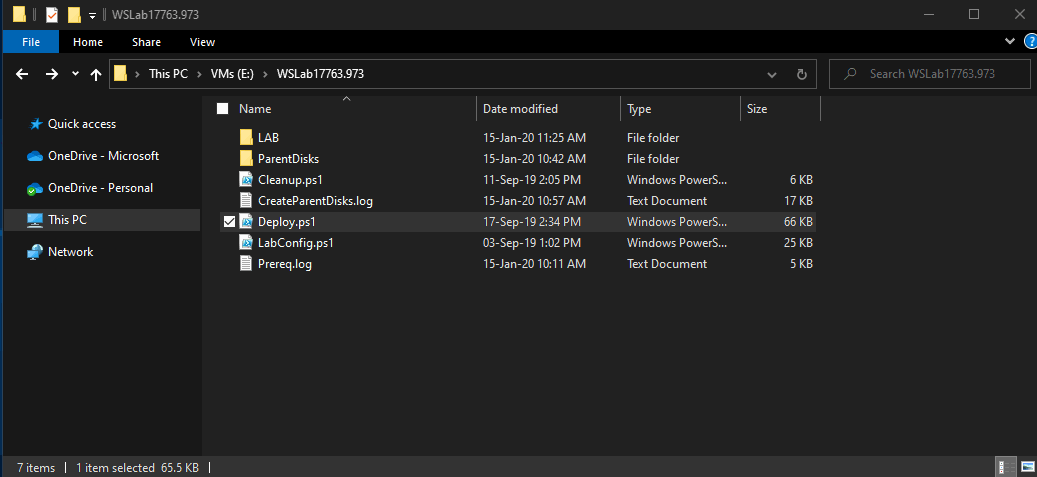 WSLab17763.973
File Home Share View
This PC VMs (E:) WSLab17763.973 Search WSLab17763.973
Name Date modified Type Size
Quick access
OneDrive - Microsoft
OneDrive - Personal
This PC
Network
LAB 15-Jan-20 11:25 AM File folder
ParentDisks 15-Jan-20 10:42 AM File folder
Cleanup.ps1 11-Sep-19 2:05 PM Windows PowerS... 6 KB
CreateParentDisks.log 15-Jan-20 10:57 AM Text Document 17 KB
Deploy.ps1 17-Sep-19 2:34 PM Windows PowerS... 66 KB
LabConfig.ps1 03-Sep-19 1:02 PM Windows PowerS... 25 KB
Prereq.log 15-Jan-20 10:11 AM Text Document 5 KB
7 items 1 item selected 65.5 KB